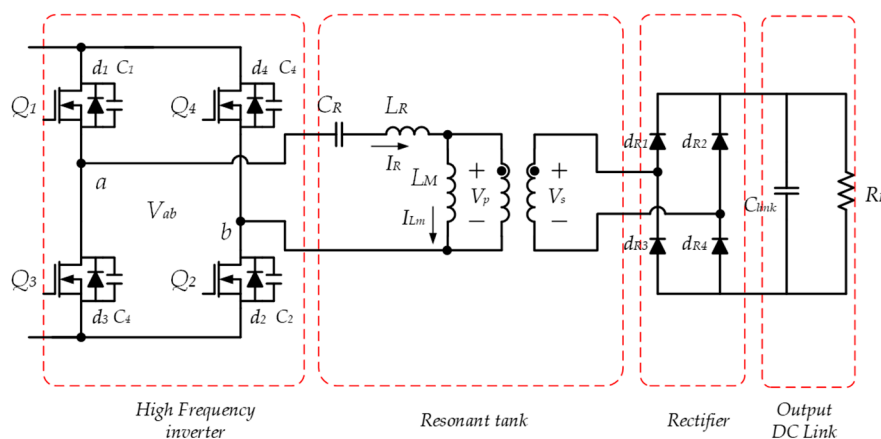 d1 C1
d4 C4
Q1
Q4
CR
LR
IR
a
LM
+
Vp
−
+
Vs
−
dR1
dR2
Clink
Vab
b
ILm
Q3
Q2
dR3
dR4
d3 C4
d2 C2
High Frequency
inverter
Resonant tank
Rectifier
Output
DC Link